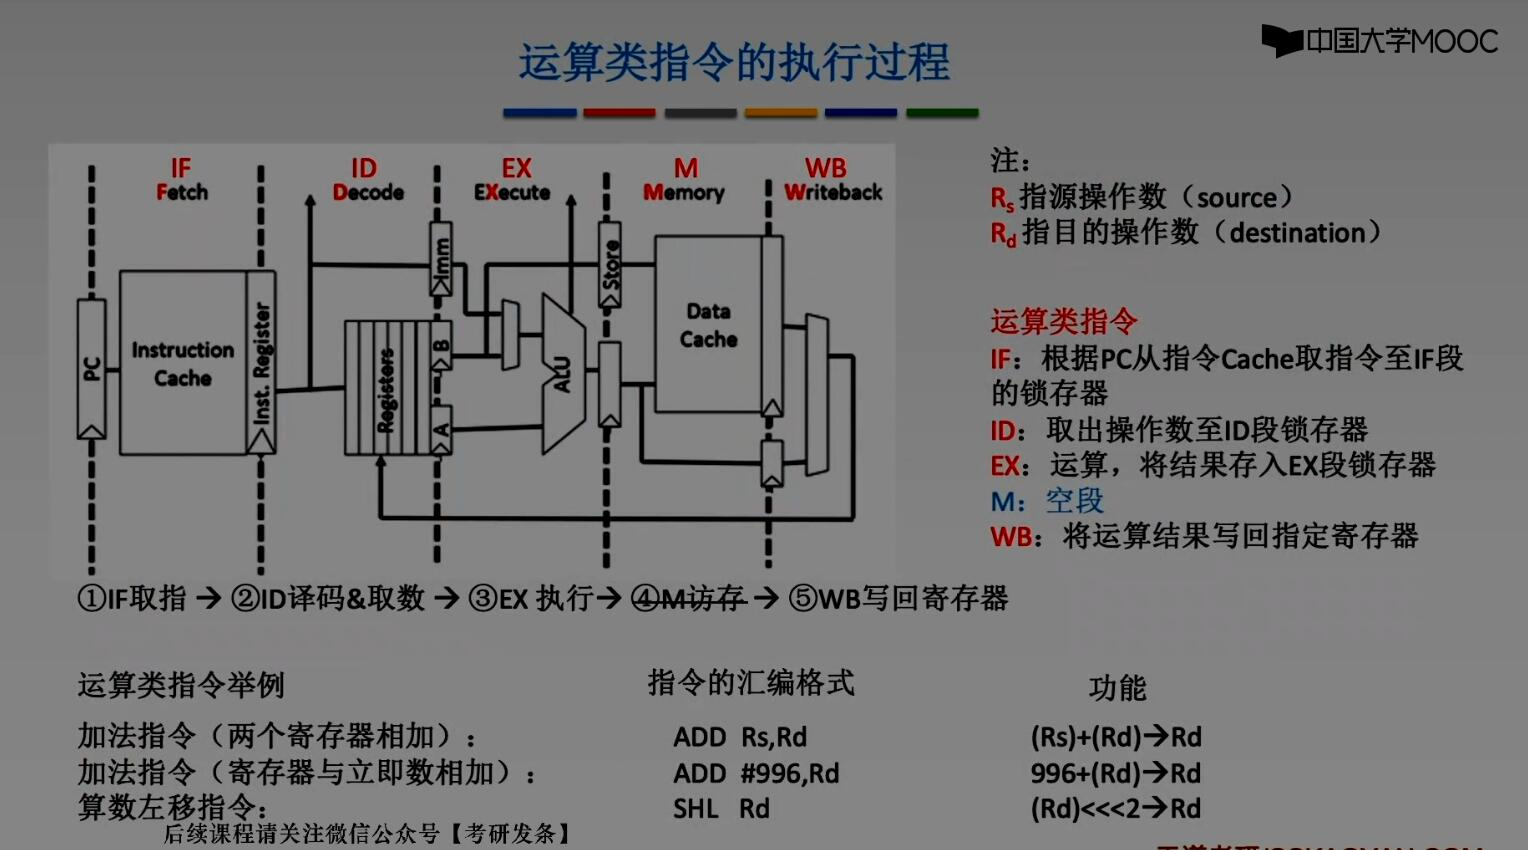 中国大学MOOC
运算类指令的执行过程
IF
Fetch
ID
Decode
EX
EXecute
M
Memory
WB
Writeback
PC
Instruction
Cache
Inst. Register
Registers
Imm
B
A
ALU
Store
Data
Cache
注：
Rs指源操作数（source）
Rd指目的操作数（destination）
运算类指令
IF：根据PC从指令Cache取指令至IF段
的锁存器
ID：取出操作数至ID段锁存器
EX：运算，将结果存入EX段锁存器
M：空段
WB：将运算结果写回指定寄存器
①IF取指 → ②ID译码&取数 → ③EX 执行→ ④M访存 → ⑤WB写回寄存器
运算类指令举例 指令的汇编格式 功能
加法指令（两个寄存器相加）： ADD Rs,Rd (Rs)+(Rd)→Rd
加法指令（寄存器与立即数相加）： ADD #996,Rd 996+(Rd)→Rd
算数左移指令： SHL Rd (Rd)<<<2→Rd
后续课程请关注微信公众号【考研发条】